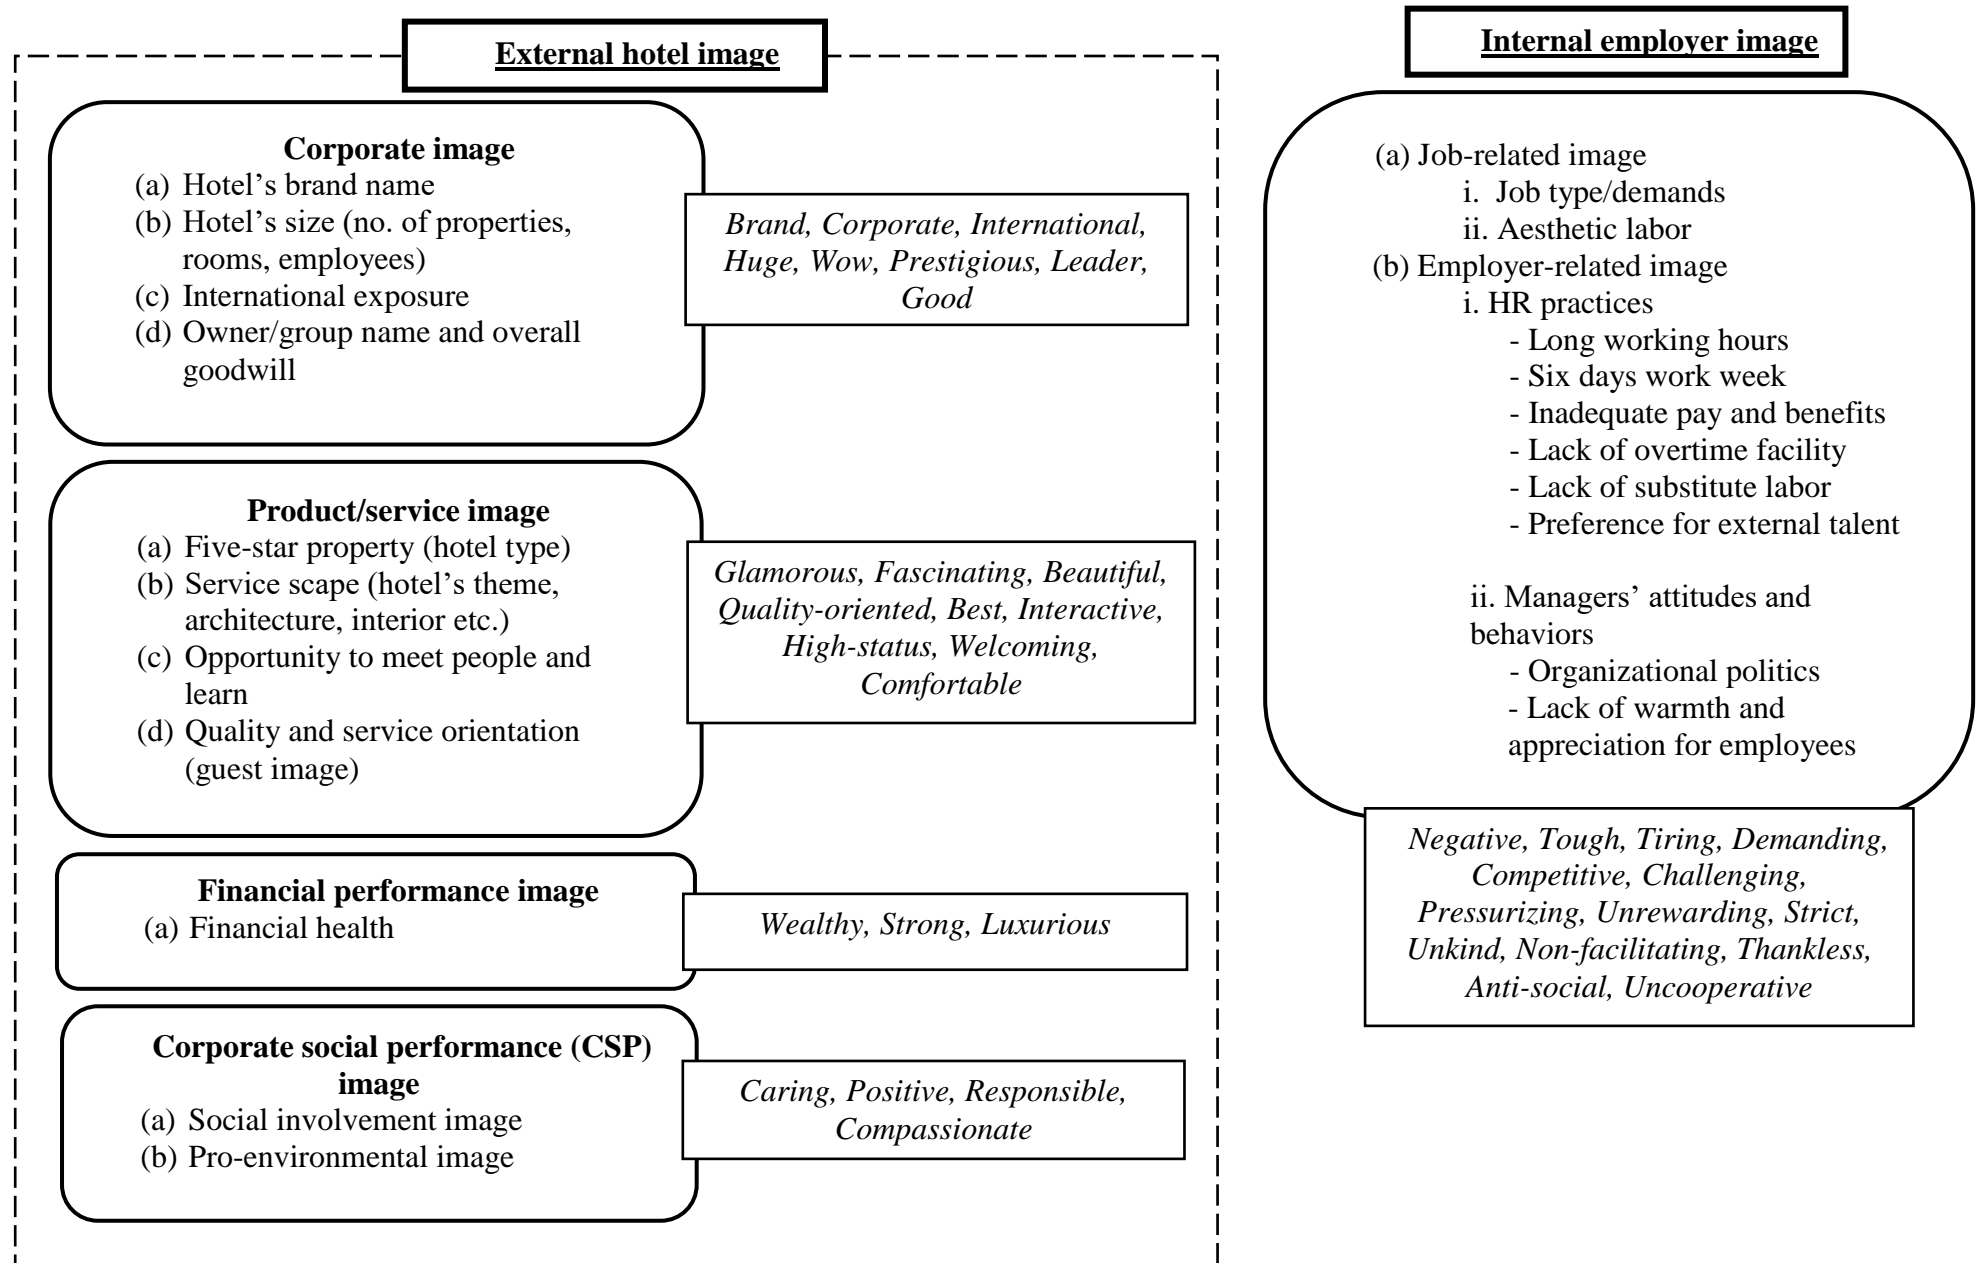 External hotel image
Corporate image
(a) Hotel’s brand name
(b) Hotel’s size (no. of properties,
rooms, employees)
(c) International exposure
(d) Owner/group name and overall
goodwill
Brand, Corporate, International,
Huge, Wow, Prestigious, Leader,
Good
Product/service image
(a) Five-star property (hotel type)
(b) Service scape (hotel’s theme,
architecture, interior etc.)
(c) Opportunity to meet people and
learn
(d) Quality and service orientation
(guest image)
Glamorous, Fascinating, Beautiful,
Quality-oriented, Best, Interactive,
High-status, Welcoming,
Comfortable
Financial performance image
(a) Financial health
Wealthy, Strong, Luxurious
Corporate social performance (CSP)
image
(a) Social involvement image
(b) Pro-environmental image
Caring, Positive, Responsible,
Compassionate
Internal employer image
(a) Job-related image
i. Job type/demands
ii. Aesthetic labor
(b) Employer-related image
i. HR practices
- Long working hours
- Six days work week
- Inadequate pay and benefits
- Lack of overtime facility
- Lack of substitute labor
- Preference for external talent
ii. Managers’ attitudes and
behaviors
- Organizational politics
- Lack of warmth and
appreciation for employees
Negative, Tough, Tiring, Demanding,
Competitive, Challenging,
Pressurizing, Unrewarding, Strict,
Unkind, Non-facilitating, Thankless,
Anti-social, Uncooperative